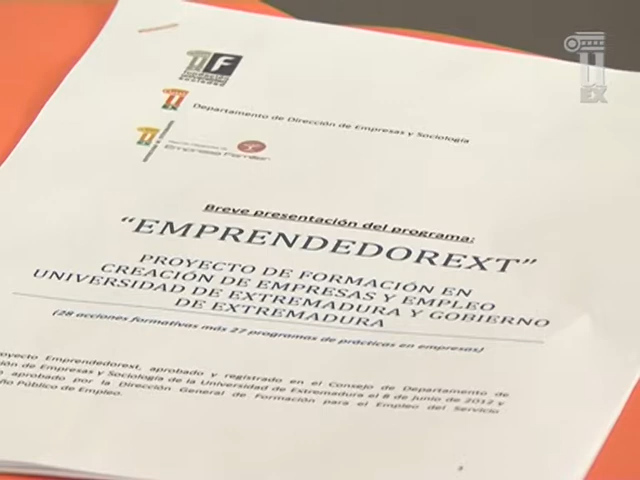 F
EX
Departamento de Dirección de Empresas y Sociología
Empresa Familiar
Breve presentación del programa:
"EMPRENDEDOREXT"
PROYECTO DE FORMACIÓN EN
CREACIÓN DE EMPRESAS Y EMPLEO
UNIVERSIDAD DE EXTREMADURA Y GOBIERNO
DE EXTREMADURA
(28 acciones formativas más 27 programas de prácticas en empresas)
royecto Emprendedorext, aprobado y registrado en el Consejo de Departamento de
ión de Empresas y Sociología de la Universidad de Extremadura el 8 de junio de 2012 y
aprobado por la Dirección General de Formación para el Empleo del Servicio
ño Público de Empleo.